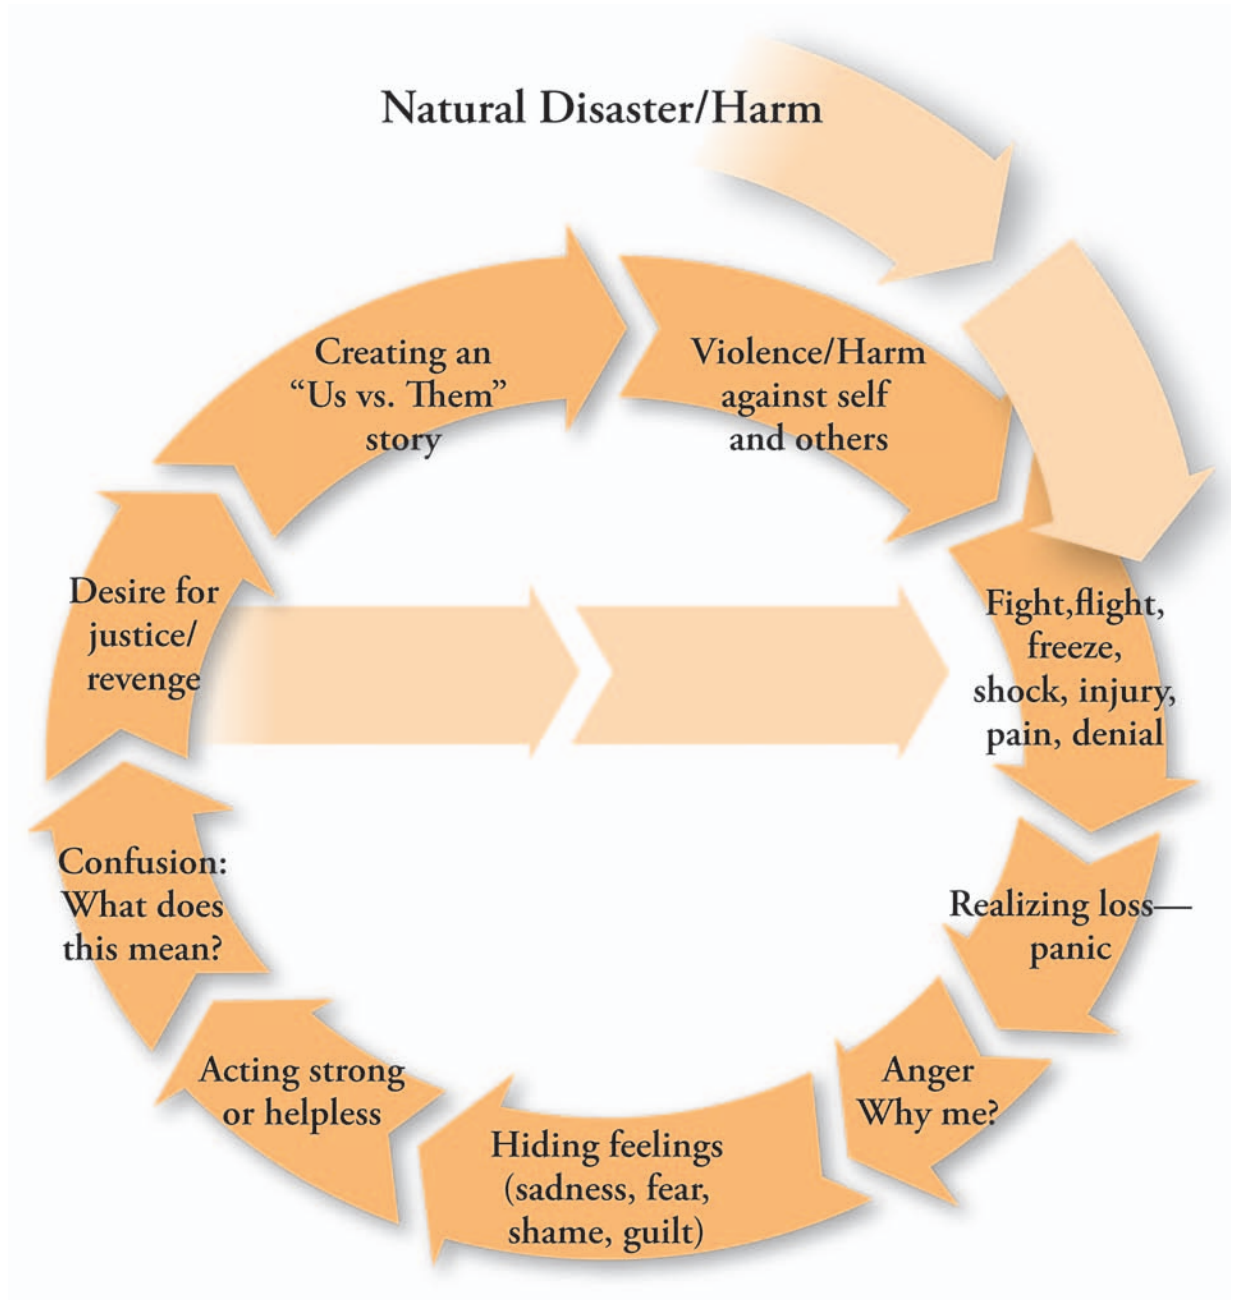 Natural Disaster/Harm
Creating an
“Us vs. Them”
story
Violence/Harm
against self
and others
Fight,flight,
freeze,
shock, injury,
pain, denial
Realizing loss—
panic
Anger
Why me?
Hiding feelings
(sadness, fear,
shame, guilt)
Acting strong
or helpless
Confusion:
What does
this mean?
Desire for
justice/
revenge